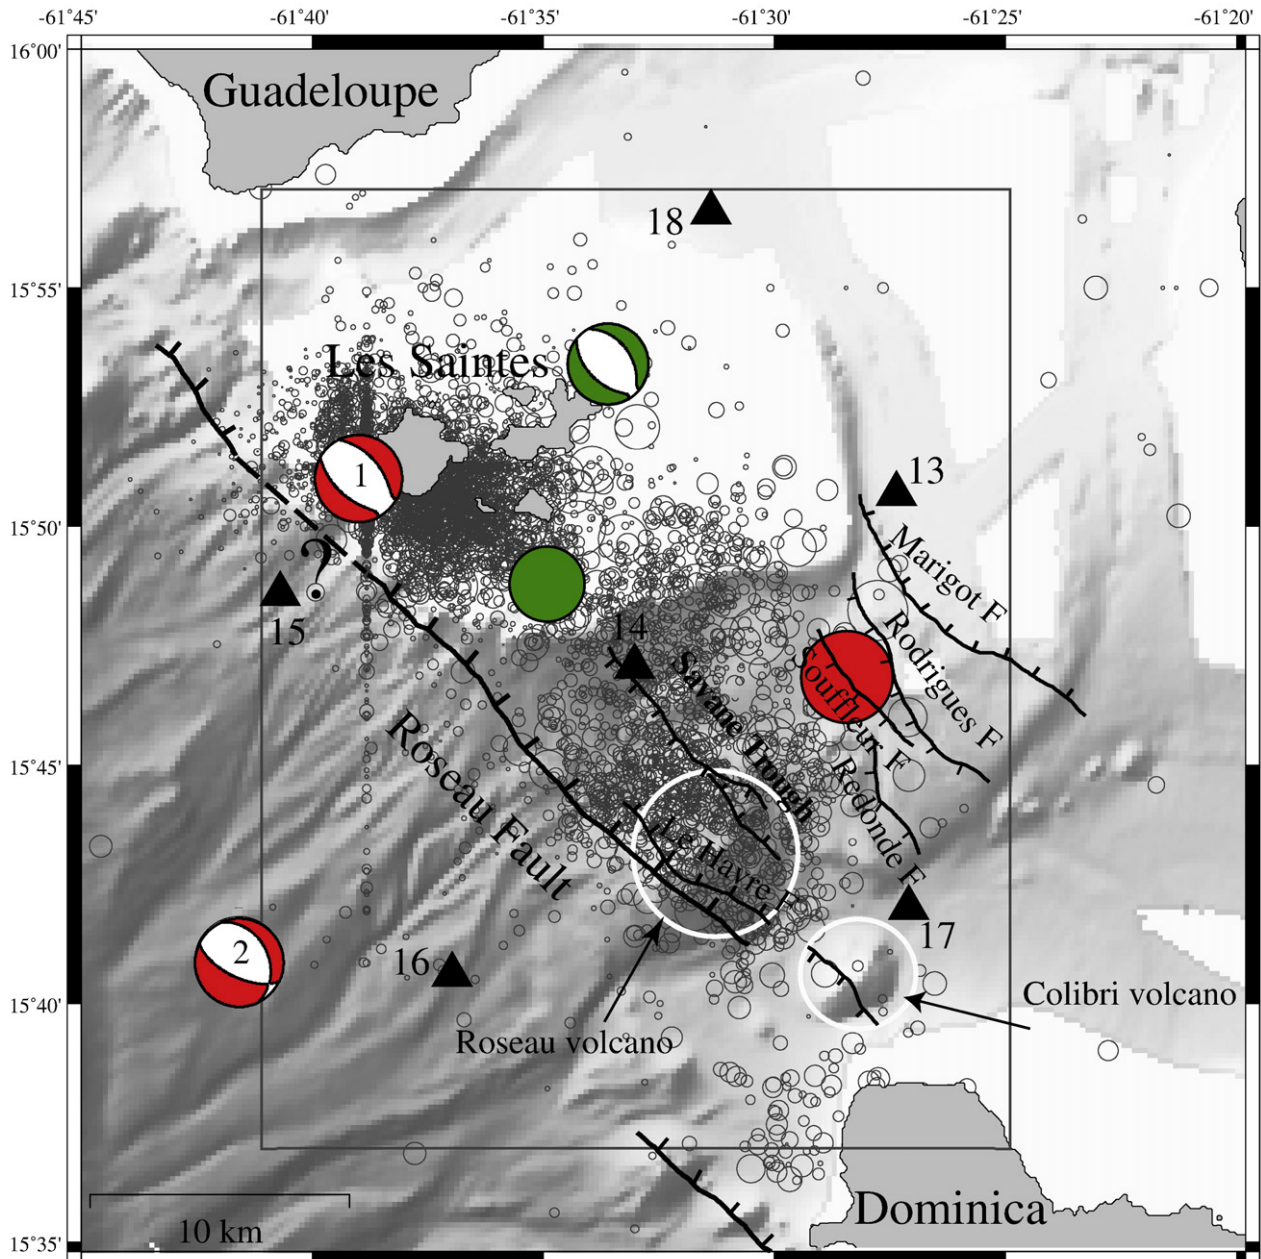 -61°45' -61°40' -61°35' -61°30' -61°25' -61°20'
16°00'
Guadeloupe
18
15°55'
Les Saintes
13
1
15°50'
Marigot F
?
15
14
Rodrigues F
Savane Trough
Souffleur F
15°45'
Roseau Fault
Redonde F
Le Havre F
17
2
16
15°40'
Colibri volcano
Roseau volcano
Dominica
10 km
15°35'